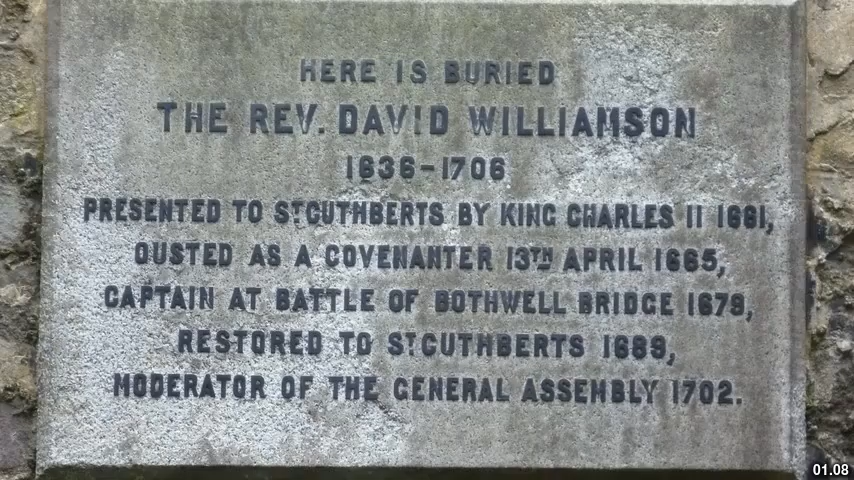 HERE IS BURIED
THE REV. DAVID WILLIAMSON
1636-1706
PRESENTED TO ST CUTHBERTS BY KING CHARLES II 1661,
OUSTED AS A COVENANTER 13TH APRIL 1665,
CAPTAIN AT BATTLE OF BOTHWELL BRIDGE 1679,
RESTORED TO ST CUTHBERTS 1689,
MODERATOR OF THE GENERAL ASSEMBLY 1702.
01.08